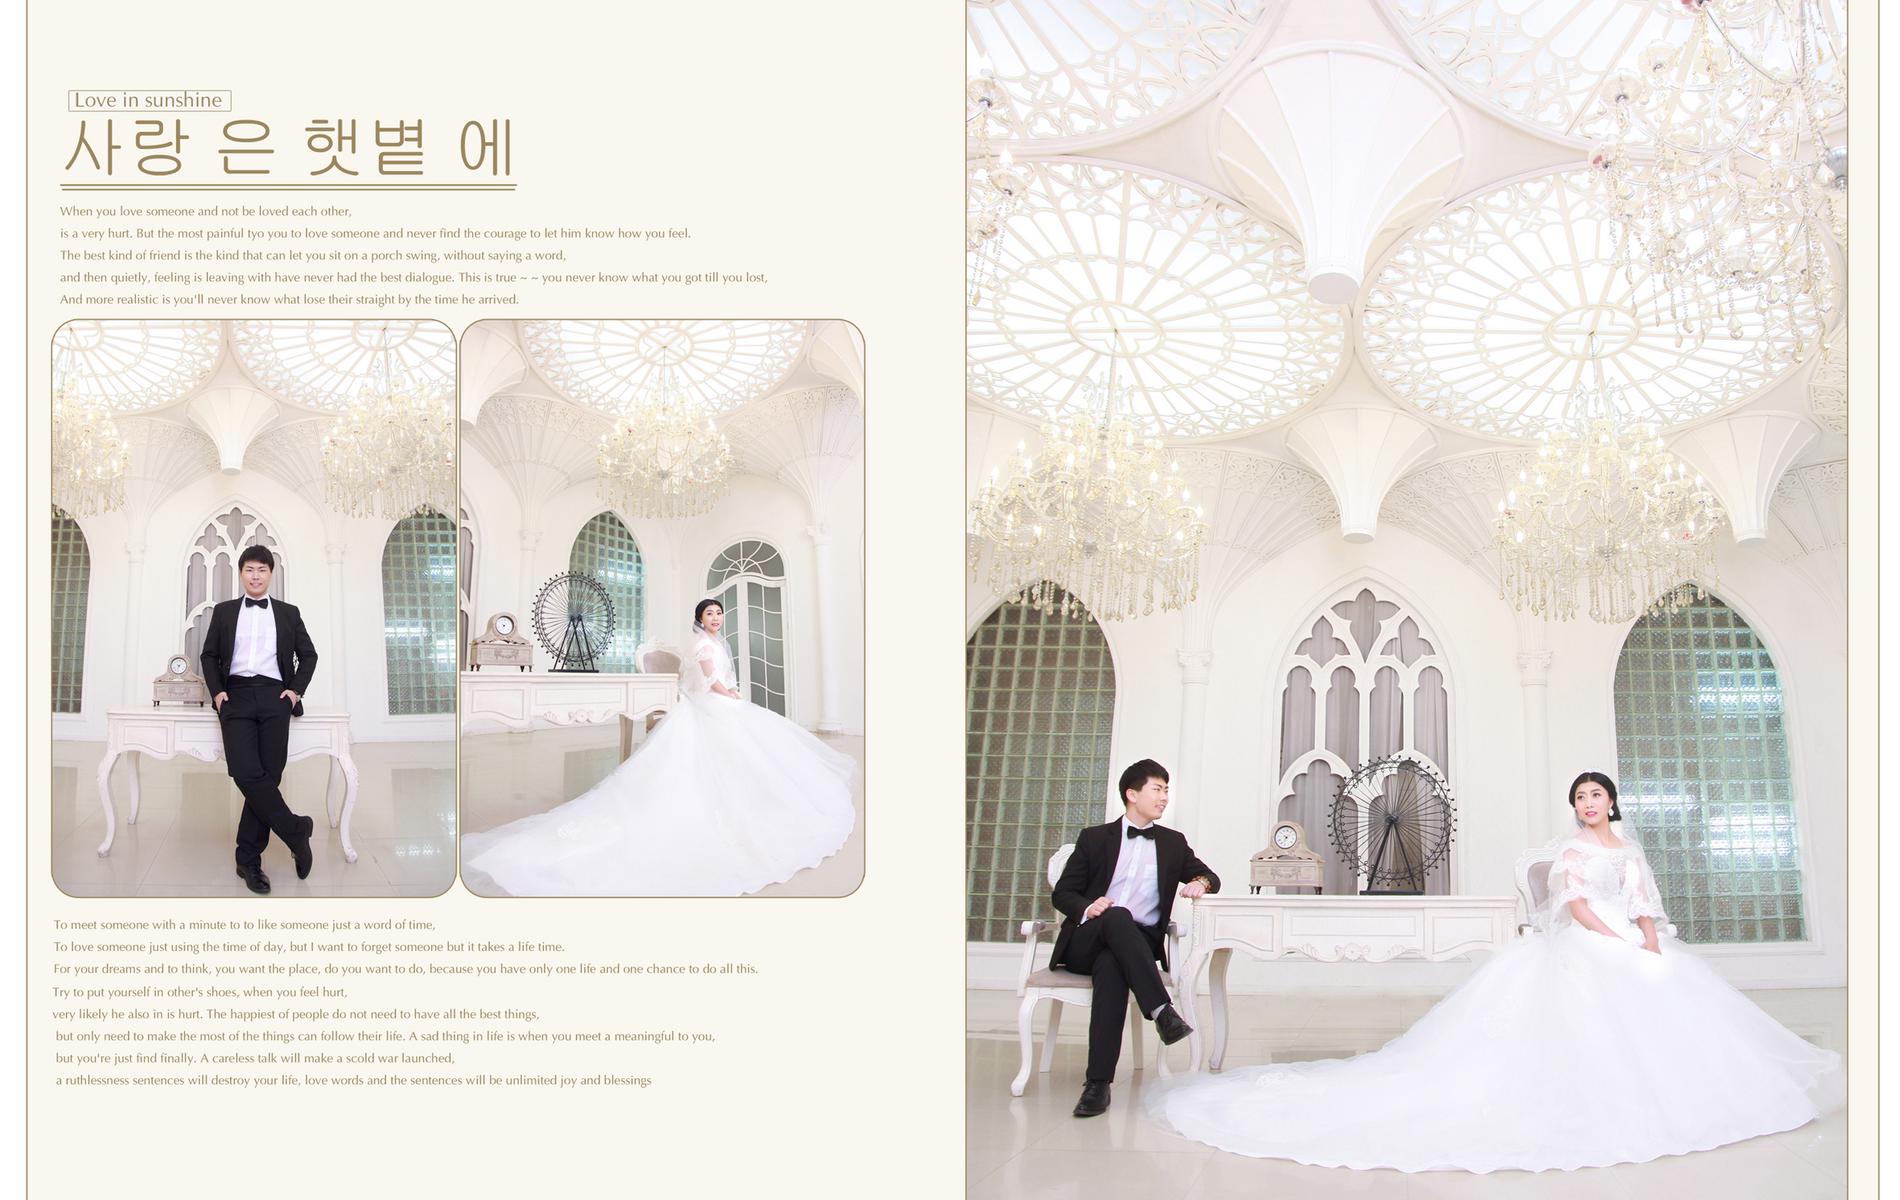 Love in sunshine
사랑 은 햇볕 에
When you love someone and not be loved each other,
is a very hurt. But the most painful tyo you to love someone and never find the courage to let him know how you feel.
The best kind of friend is the kind that can let you sit on a porch swing, without saying a word,
and then quietly, feeling is leaving with have never had the best dialogue. This is true ~ ~ you never know what you got till you lost,
And more realistic is you'll never know what lose their straight by the time he arrived.
To meet someone with a minute to to like someone just a word of time,
To love someone just using the time of day, but I want to forget someone but it takes a life time.
For your dreams and to think, you want the place, do you want to do, because you have only one life and one chance to do all this.
Try to put yourself in other's shoes, when you feel hurt,
very likely he also in is hurt. The happiest of people do not need to have all the best things,
but only need to make the most of the things can follow their life. A sad thing in life is when you meet a meaningful to you,
but you're just find finally. A careless talk will make a scold war launched,
a ruthlessness sentences will destroy your life, love words and the sentences will be unlimited joy and blessings